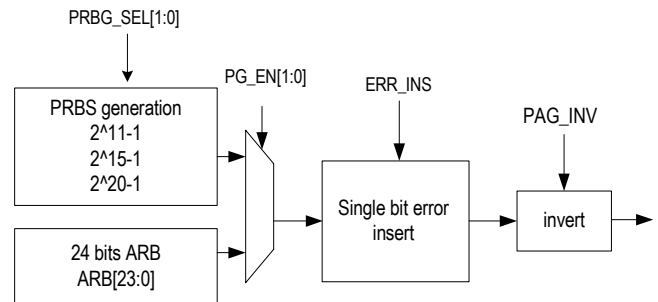 PRBG_SEL[1:0]
PRBS generation
2^11-1
2^15-1
2^20-1
PG_EN[1:0]
ERR_INS
PAG_INV
Single bit error
insert
invert
24 bits ARB
ARB[23:0]